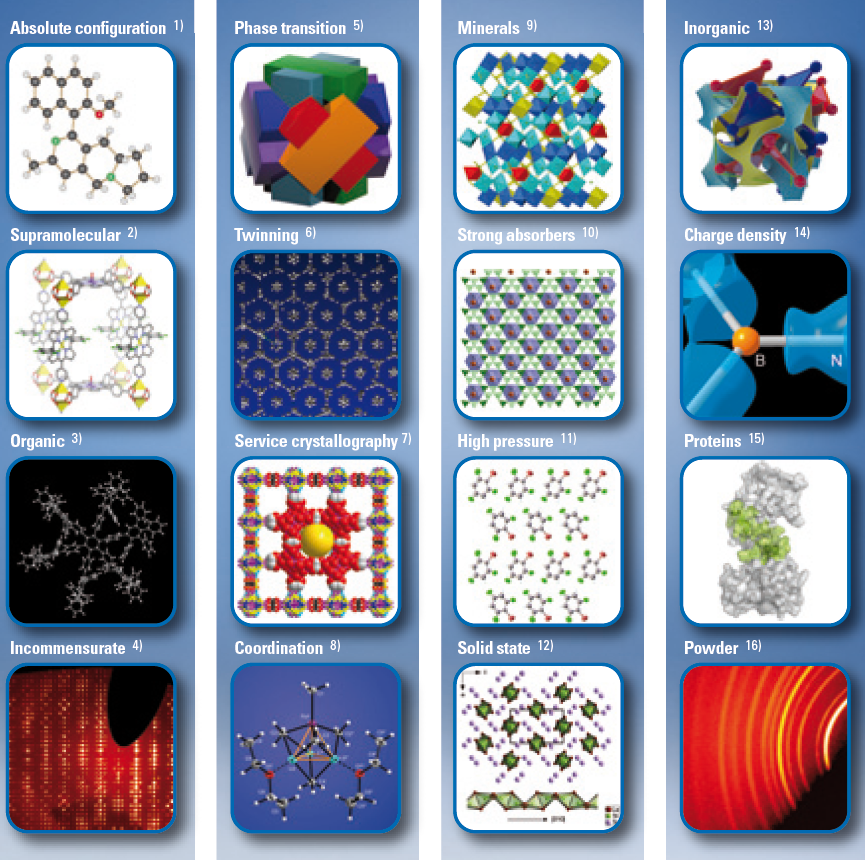 Absolute configuration 1)
Supramolecular 2)
Organic 3)
Incommensurate 4)
Phase transition 5)
Twinning 6)
Service crystallography 7)
Coordination 8)
Minerals 9)
Strong absorbers 10)
High pressure 11)
Solid state 12)
Inorganic 13)
Charge density 14)
B
N
Proteins 15)
Powder 16)